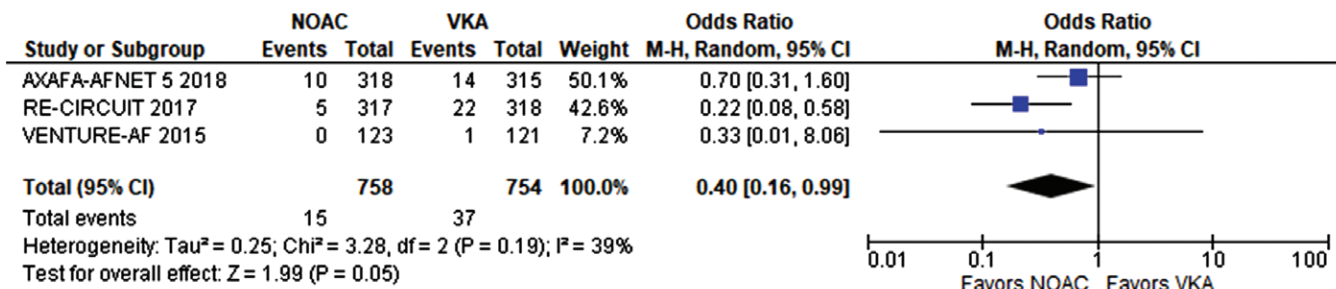 NOAC VKA Odds Ratio Odds Ratio
Study or Subgroup Events Total Events Total Weight M-H, Random, 95% CI M-H, Random, 95% CI
AXAFA-AFNET 5 2018 10 318 14 315 50.1% 0.70 [0.31, 1.60]
RE-CIRCUIT 2017 5 317 22 318 42.6% 0.22 [0.08, 0.58]
VENTURE-AF 2015 0 123 1 121 7.2% 0.33 [0.01, 8.06]
Total (95% CI) 758 754 100.0% 0.40 [0.16, 0.99]
Total events 15 37
Heterogeneity: Tau² = 0.25; Chi² = 3.28, df = 2 (P = 0.19); I² = 39%
Test for overall effect: Z = 1.99 (P = 0.05)
0.01 0.1 1 10 100
Favors NOAC Favors VKA